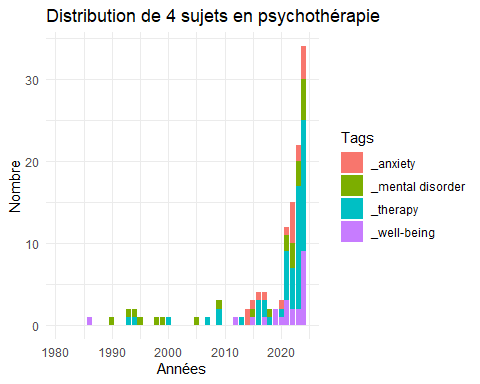 Distribution de 4 sujets en psychothérapie
30
20
10
0
Nombre
1980 1990 2000 2010 2020
Années
Tags
_anxiety
_mental disorder
_therapy
_well-being